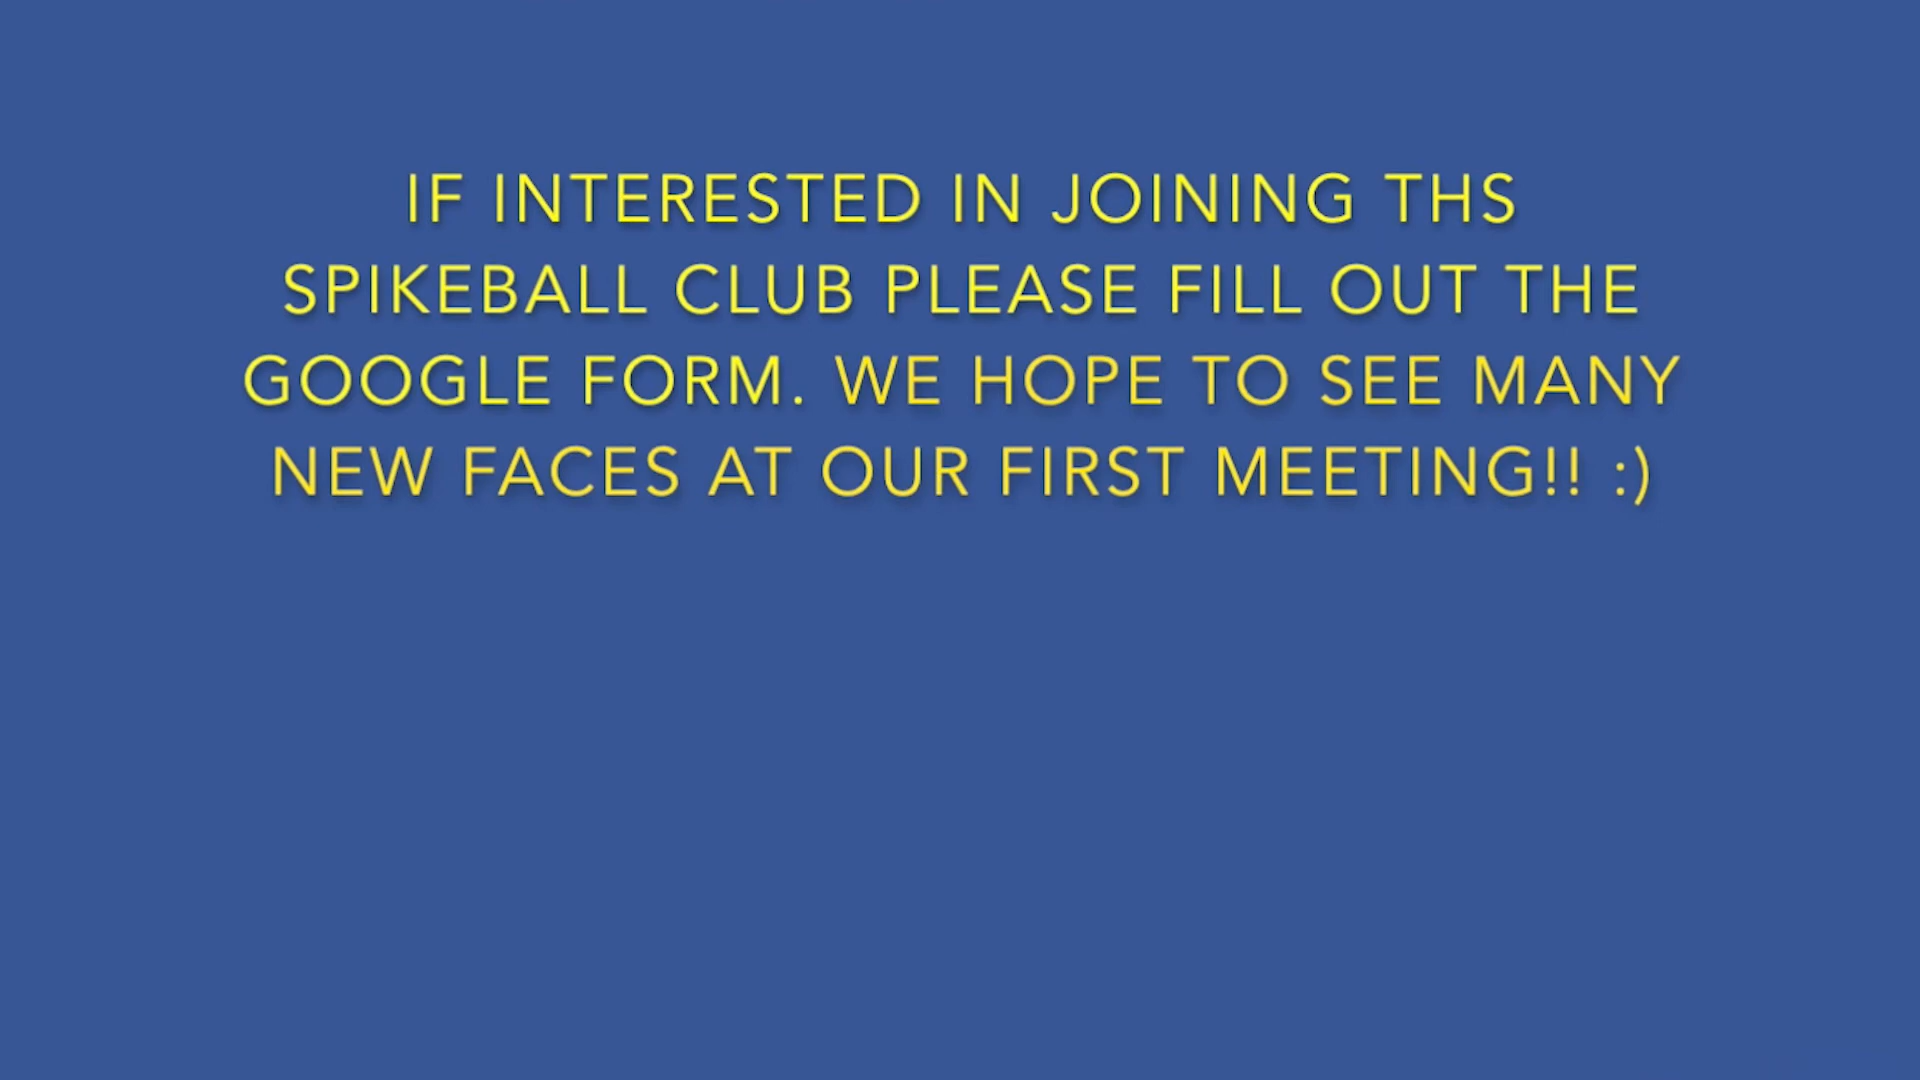 IF INTERESTED IN JOINING THS
SPIKEBALL CLUB PLEASE FILL OUT THE
GOOGLE FORM. WE HOPE TO SEE MANY
NEW FACES AT OUR FIRST MEETING!! :)